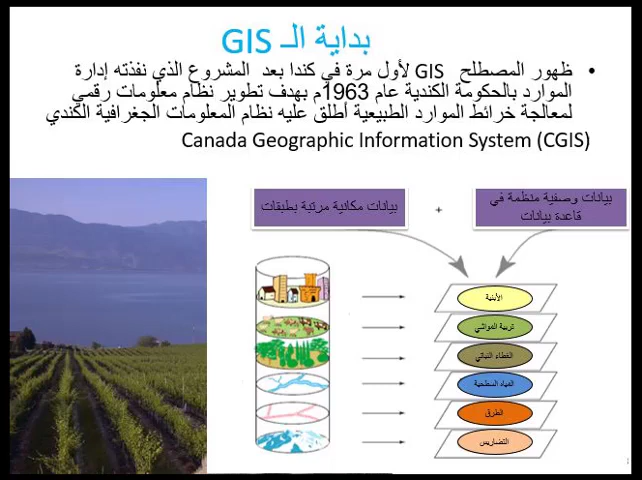 بداية الـ GIS
• ظهور المصطلح GIS لأول مرة في كندا بعد المشروع الذي نفذته إدارة
الموارد بالحكومة الكندية عام 1963م بهدف تطوير نظام معلومات رقمي
لمعالجة خرائط الموارد الطبيعية أطلق عليه نظام المعلومات الجغرافية الكندي
Canada Geographic Information System (CGIS)
بيانات وصفية منظمة في
قاعدة بيانات
+
بيانات مكانية مرتبة بطبقات
الأبنية
تربية المواشي
الغطاء النباتي
المياه السطحية
الطرق
التضاريس